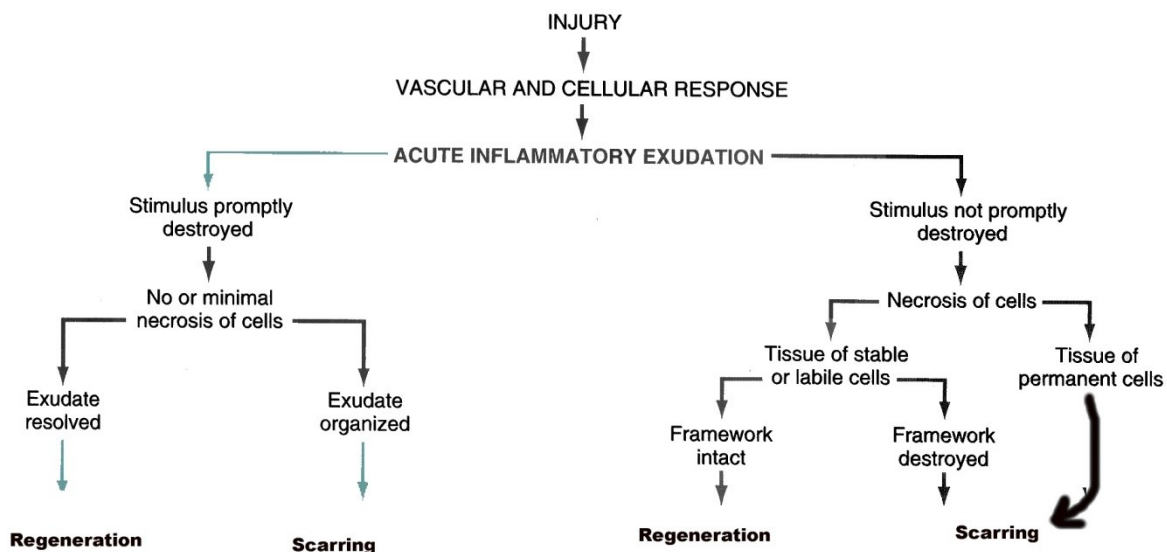 INJURY
VASCULAR AND CELLULAR RESPONSE
ACUTE INFLAMMATORY EXUDATION
Stimulus promptly
destroyed
Stimulus not promptly
destroyed
No or minimal
necrosis of cells
Necrosis of cells
Tissue of stable
or labile cells
Tissue of
permanent cells
Exudate
resolved
Exudate
organized
Framework
intact
Framework
destroyed
Regeneration
Scarring
Regeneration
Scarring